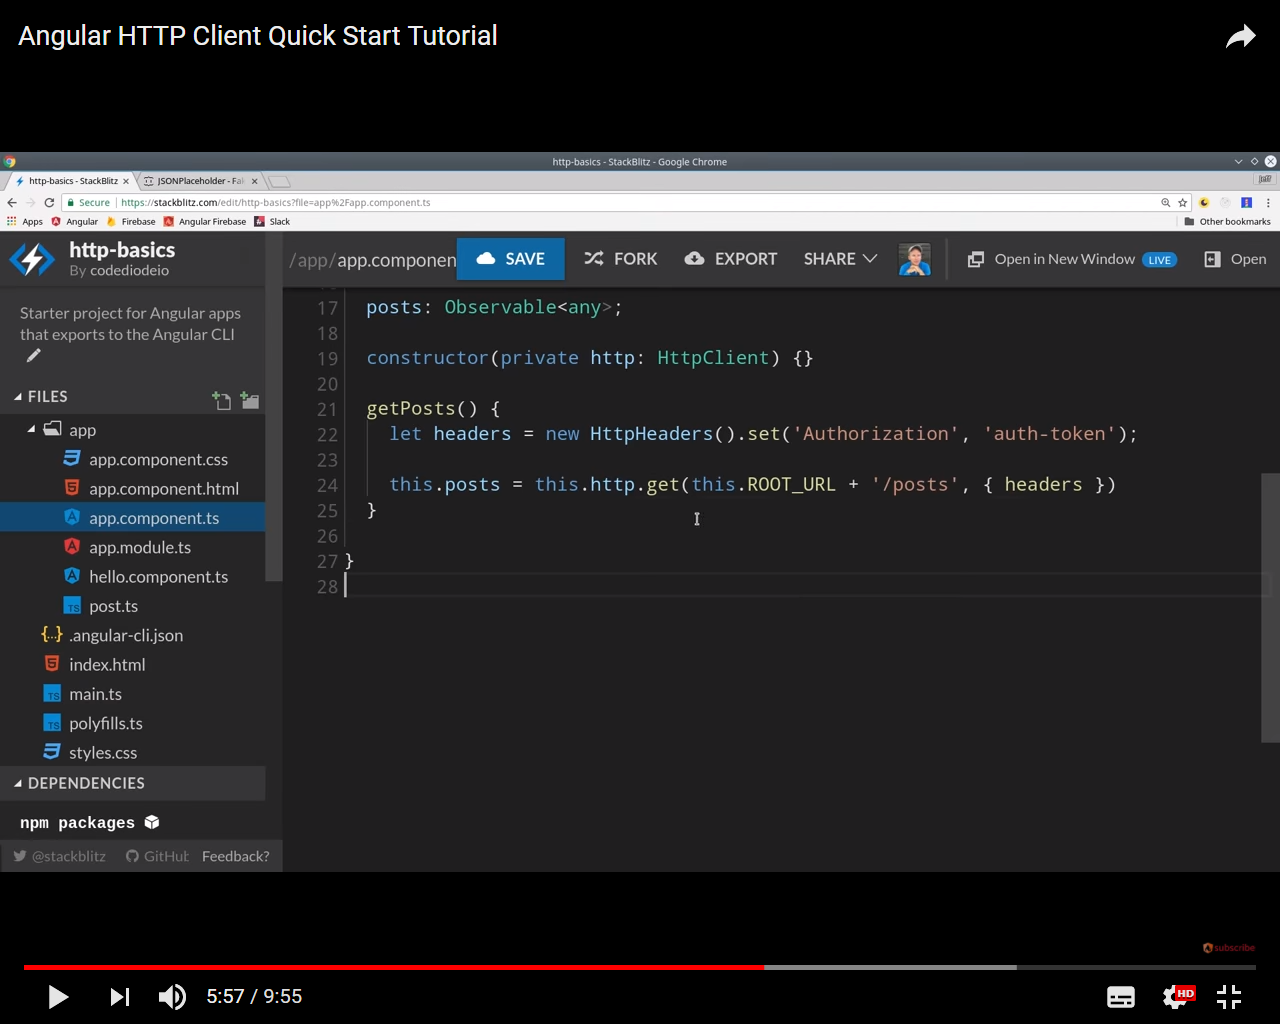 Angular HTTP Client Quick Start Tutorial
http-basics - StackBlitz - Google Chrome
http-basics - StackBlitz × JSONPlaceholder - Fak × Jeff
Secure https://stackblitz.com/edit/http-basics?file=app%2Fapp.component.ts
Apps Angular Firebase Angular Firebase Slack Other bookmarks
http-basics
By codediodeio
/app/app.componen SAVE FORK EXPORT SHARE Open in New Window LIVE Open
Starter project for Angular apps
that exports to the Angular CLI
FILES
app
app.component.css
app.component.html
app.component.ts
app.module.ts
hello.component.ts
TS post.ts
{..} .angular-cli.json
index.html
TS main.ts
TS polyfills.ts
styles.css
DEPENDENCIES
npm packages
@stackblitz GitHub Feedback?
17 posts: Observable<any>;
18
19 constructor(private http: HttpClient) {}
20
21 getPosts() {
22 let headers = new HttpHeaders().set('Authorization', 'auth-token');
23
24 this.posts = this.http.get(this.ROOT_URL + '/posts', { headers })
25 }
26
27 }
28
subscribe
5:57 / 9:55 HD